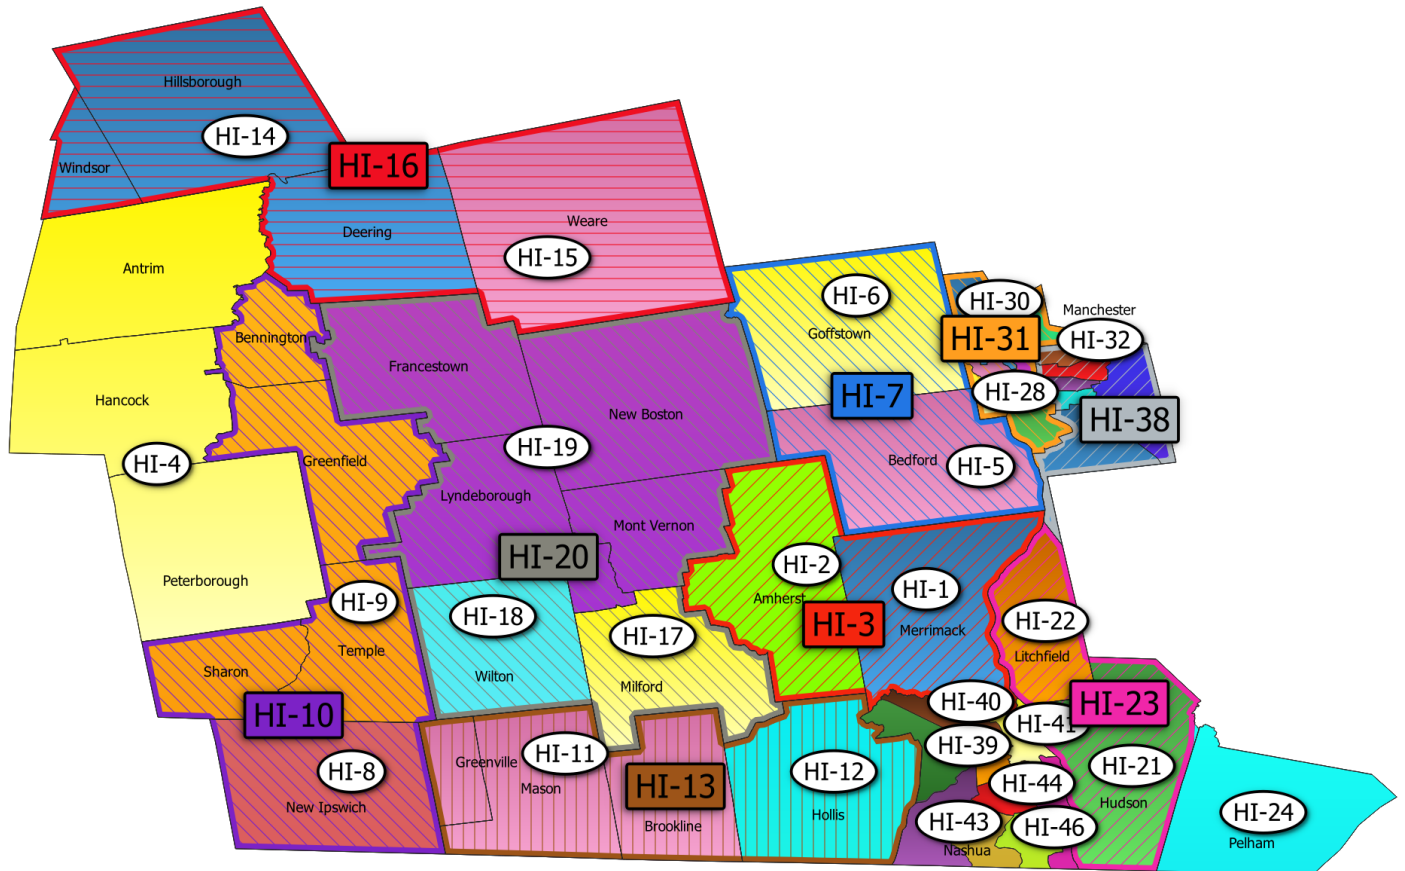 Hillsborough
HI-14
Windsor
HI-16
Deering
Weare
HI-15
Antrim
HI-6
Goffstown
HI-30
Manchester
HI-31
HI-32
Bennington
Francestown
HI-7
HI-28
HI-38
Hancock
New Boston
HI-4
Greenfield
HI-19
Bedford
HI-5
Lyndeborough
Mont Vernon
HI-20
Peterborough
HI-9
HI-18
HI-17
HI-2
Amherst
HI-1
HI-3
Merrimack
HI-22
Litchfield
Temple
Sharon
Wilton
Milford
HI-10
HI-40
HI-41
HI-23
HI-39
HI-8
Greenville
HI-11
Mason
HI-13
HI-12
HI-44
HI-21
Hudson
New Ipswich
Brookline
Hollis
HI-43
HI-46
Nashua
HI-24
Pelham